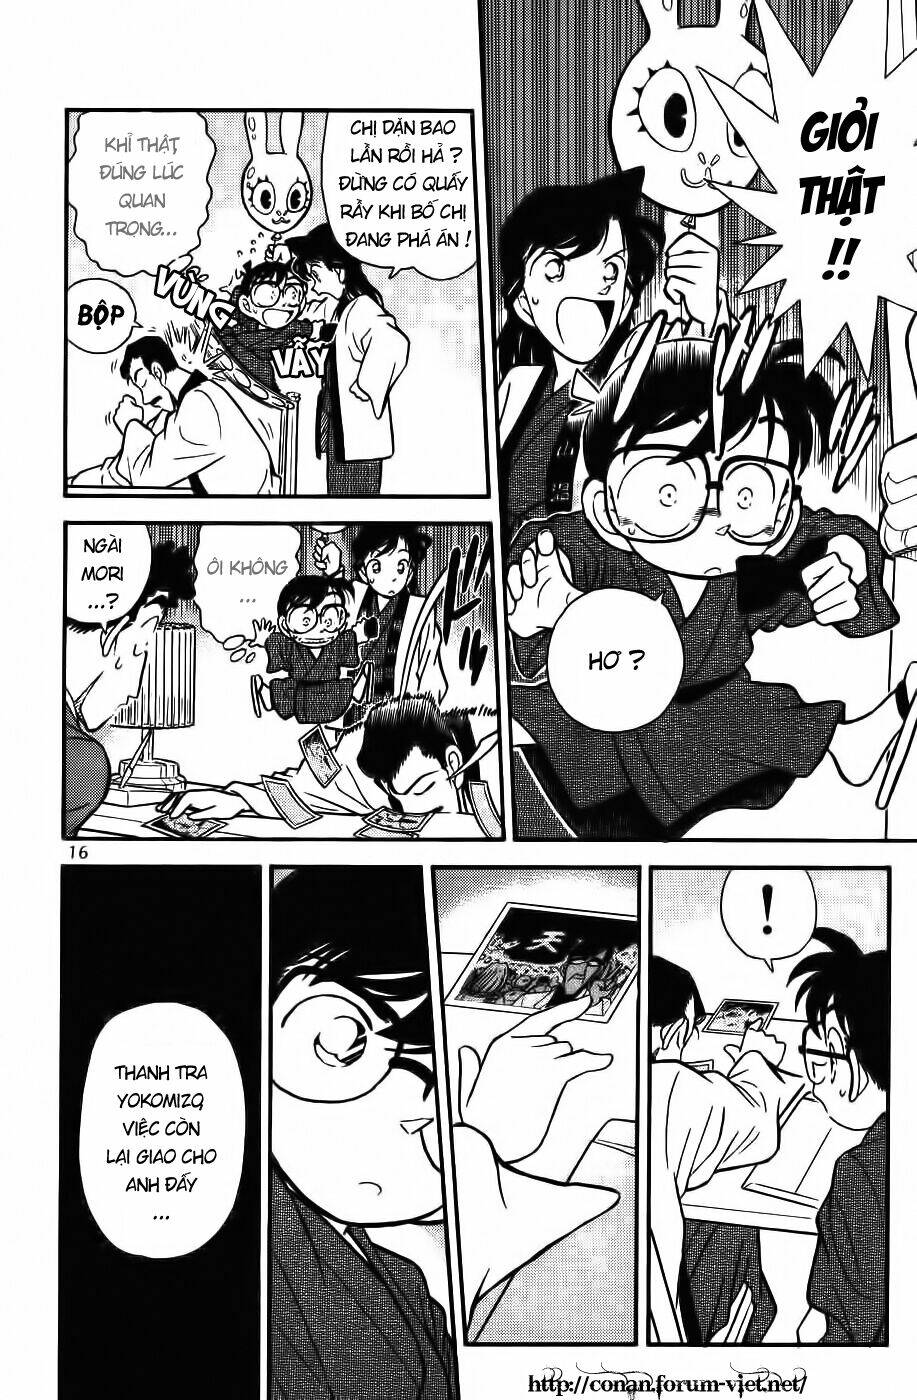 GIỎI
THẬT
!!
HƠ ?
CHỊ DẶN BAO
LẦN RỒI HẢ ?
ĐỪNG CÓ QUẤY
RẦY KHI BỐ CHỊ
ĐANG PHÁ ÁN !
KHỈ THẬT,
ĐÚNG LÚC
QUAN
TRỌNG...
VÙNG
VẪY
BỘP
ÔI KHÔNG
...
NGÀI
MORI
...?
16
!
天
THANH TRA
YOKOMIZO,
VIỆC CÒN
LẠI GIAO CHO
ANH ĐẤY
...
http://conan.forum-viet.net/